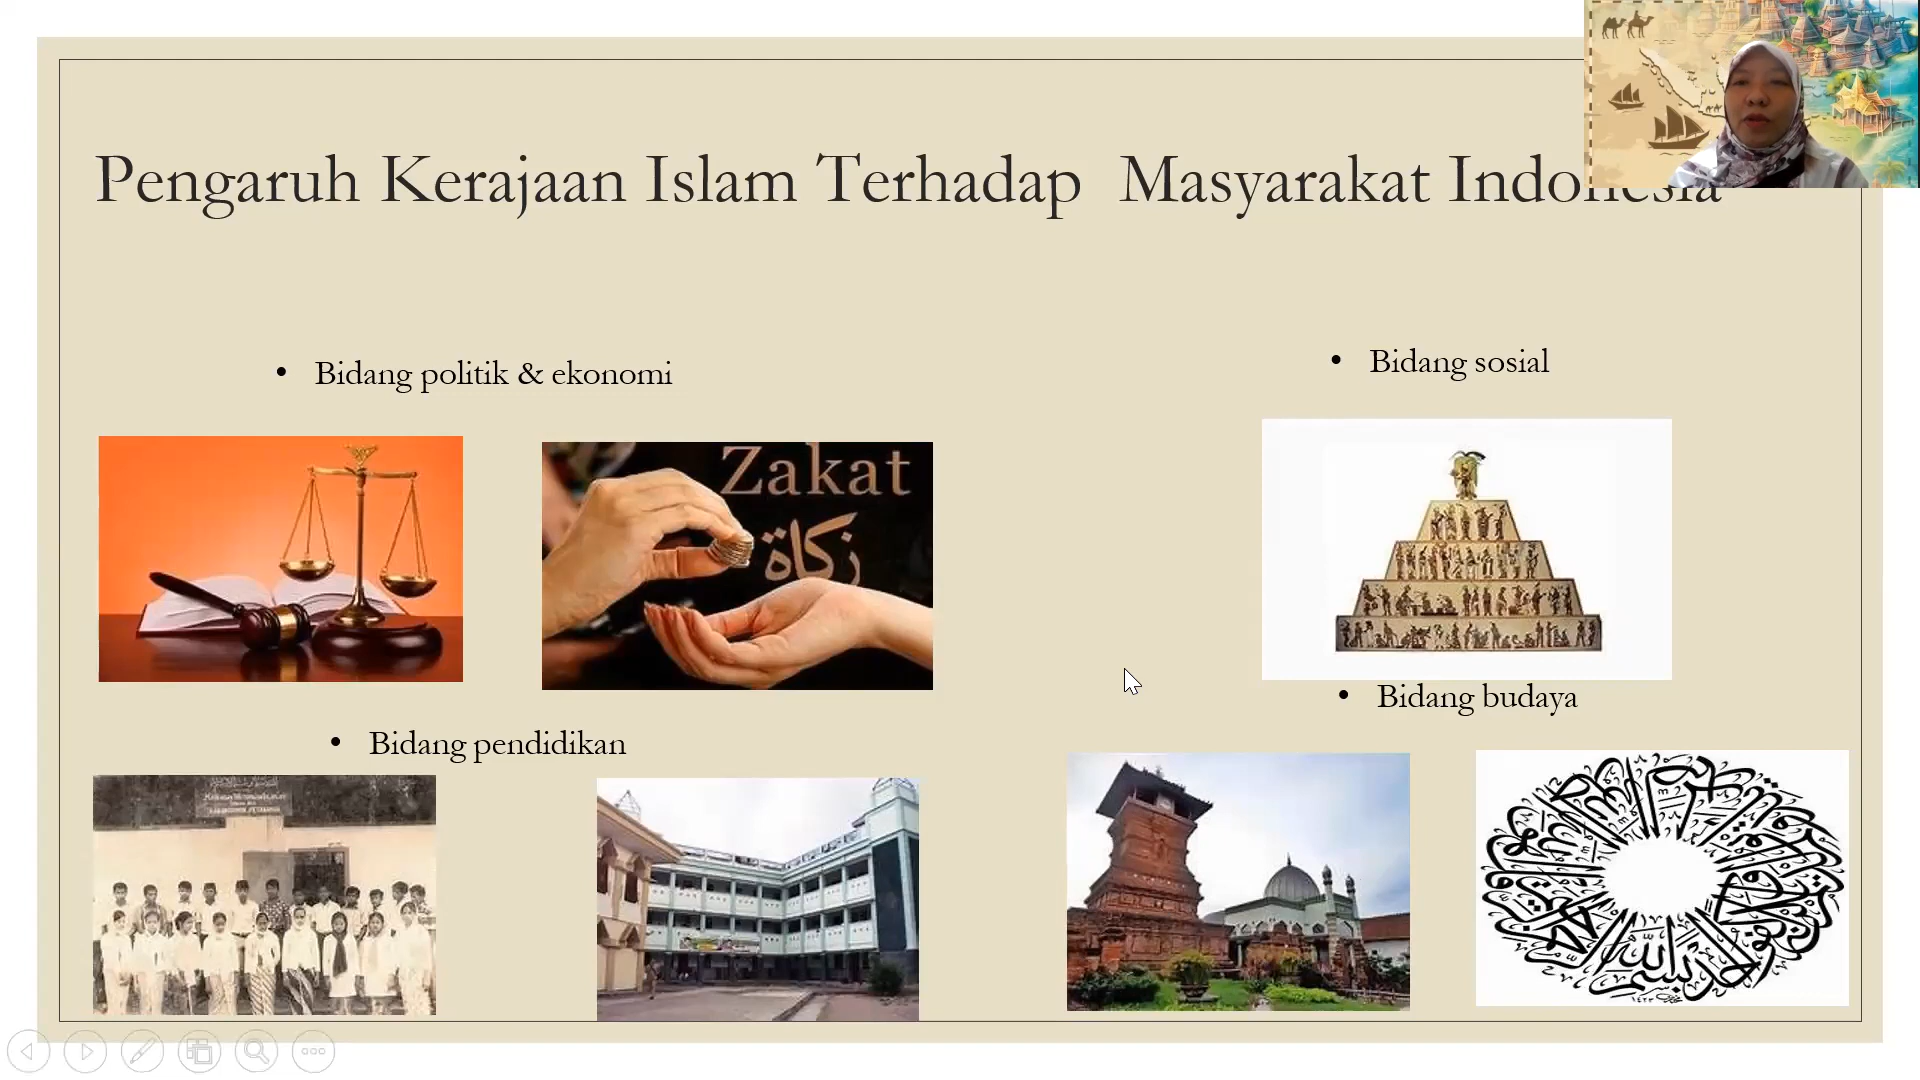 Pengaruh Kerajaan Islam Terhadap Masyarakat Indonesia
• Bidang politik & ekonomi
• Bidang sosial
Zakat
زكاة
• Bidang budaya
• Bidang pendidikan